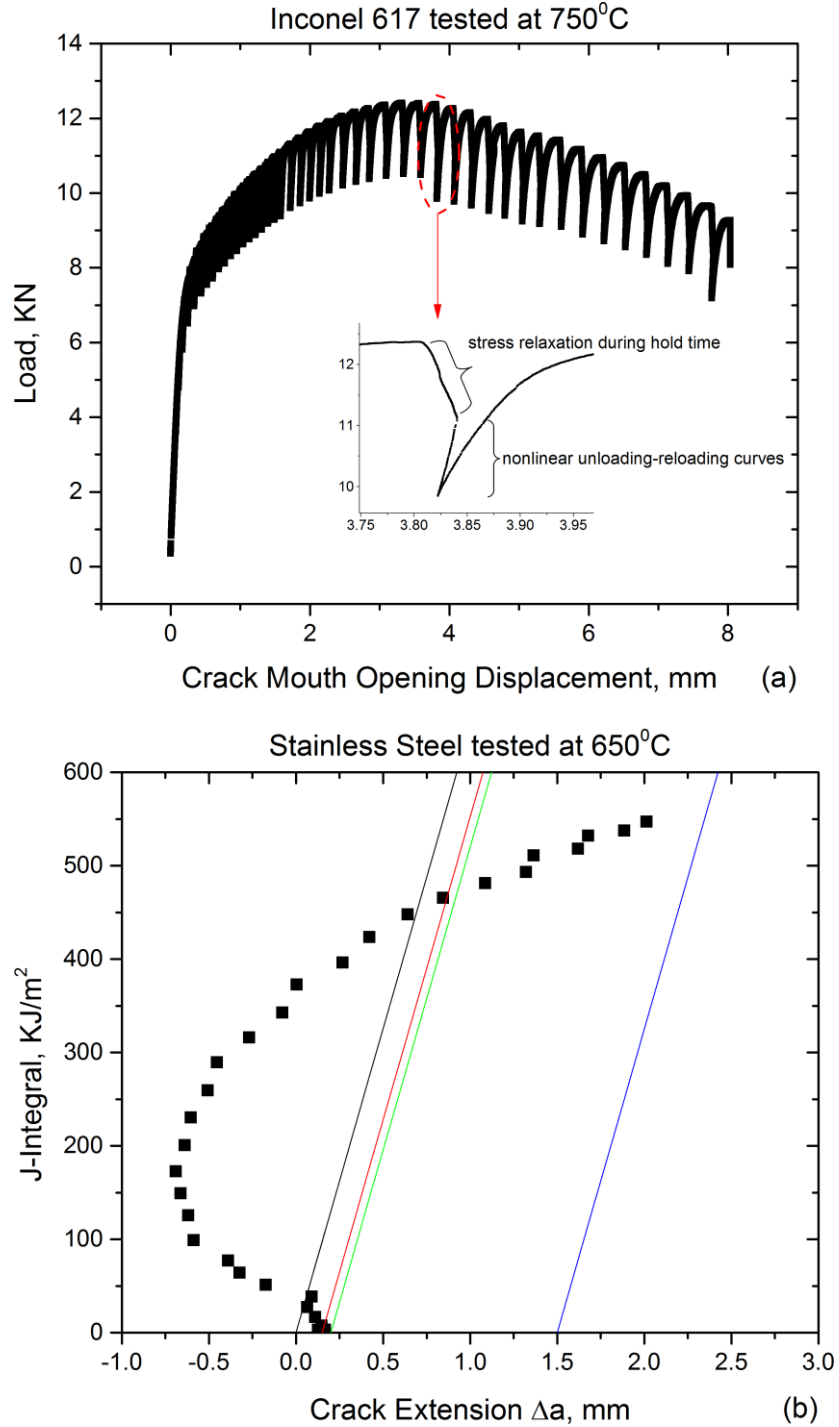 Inconel 617 tested at 750⁰C
14
12
10
8
6
4
2
0
Load, KN
0 2 4 6 8
Crack Mouth Opening Displacement, mm (a)
12
11
10
3.75 3.80 3.85 3.90 3.95
stress relaxation during hold time
nonlinear unloading-reloading curves
Stainless Steel tested at 650⁰C
600
500
400
300
200
100
0
J-Integral, KJ/m²
-1.0 -0.5 0.0 0.5 1.0 1.5 2.0 2.5 3.0
Crack Extension Δa, mm (b)